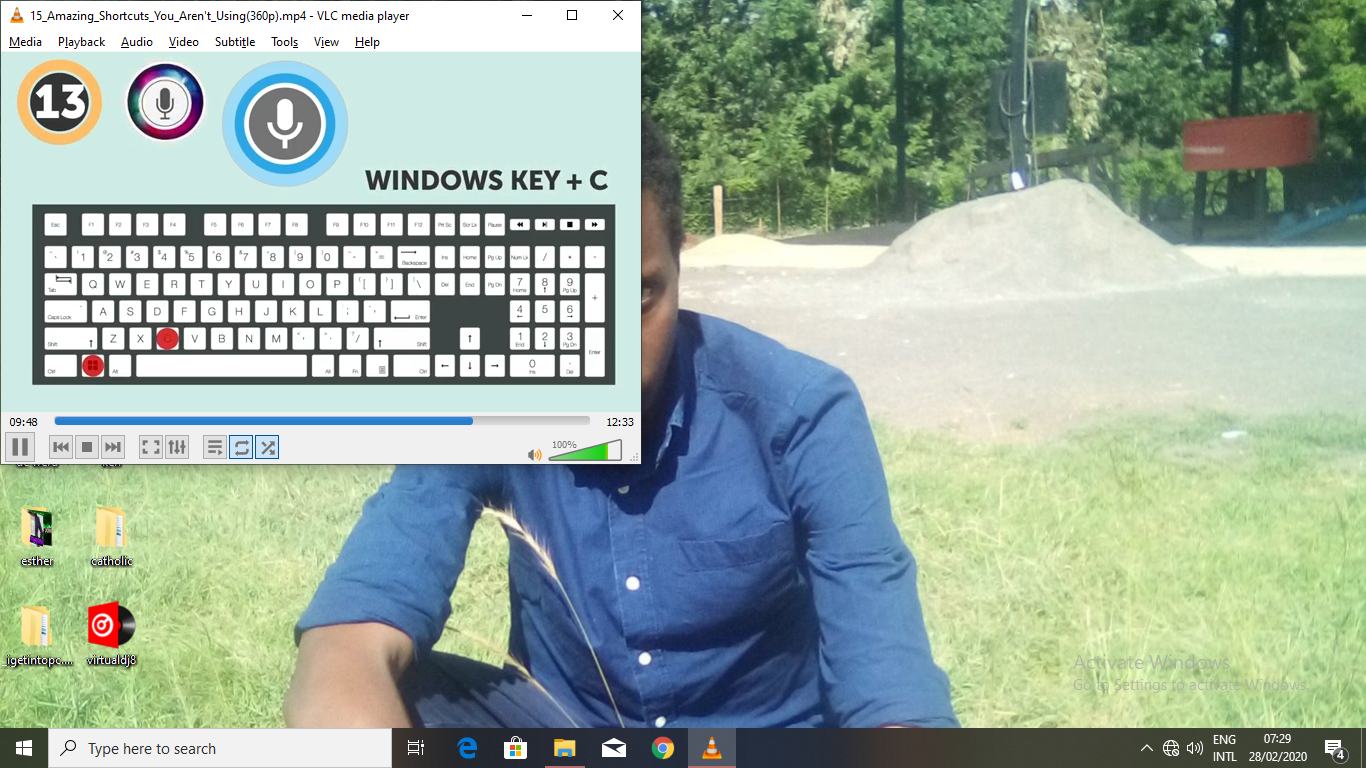 15_Amazing_Shortcuts_You_Aren't_Using(360p).mp4 - VLC media player
Media Playback Audio Video Subtitle Tools View Help
13
WINDOWS KEY + C
Esc F1 F2 F3 F4 F5 F6 F7 F8 F9 F10 F11 F12 Prt Sc Scr Lk Pause
1 2 3 4 5 6 7 8 9 0 - = Backspace Ins Home Pg Up Num Lk / * -
Tab Q W E R T Y U I O P [ ] \ Del End Pg Dn 7 Home 8 9 Pg Up +
Caps Lock A S D F G H J K L ; ' Enter 4 5 6
Shift Z X C V B N M Shift 1 End 2 3 Pg Dn Enter
Ctrl Alt Alt Fn Ctrl 0 Ins . De
09:48 12:33
100%
esther catholic
_igetintopc.... virtualdj8
Activate Windows
Go to Settings to activate Windows.
Type here to search
ENG 07:29
INTL 28/02/2020 4